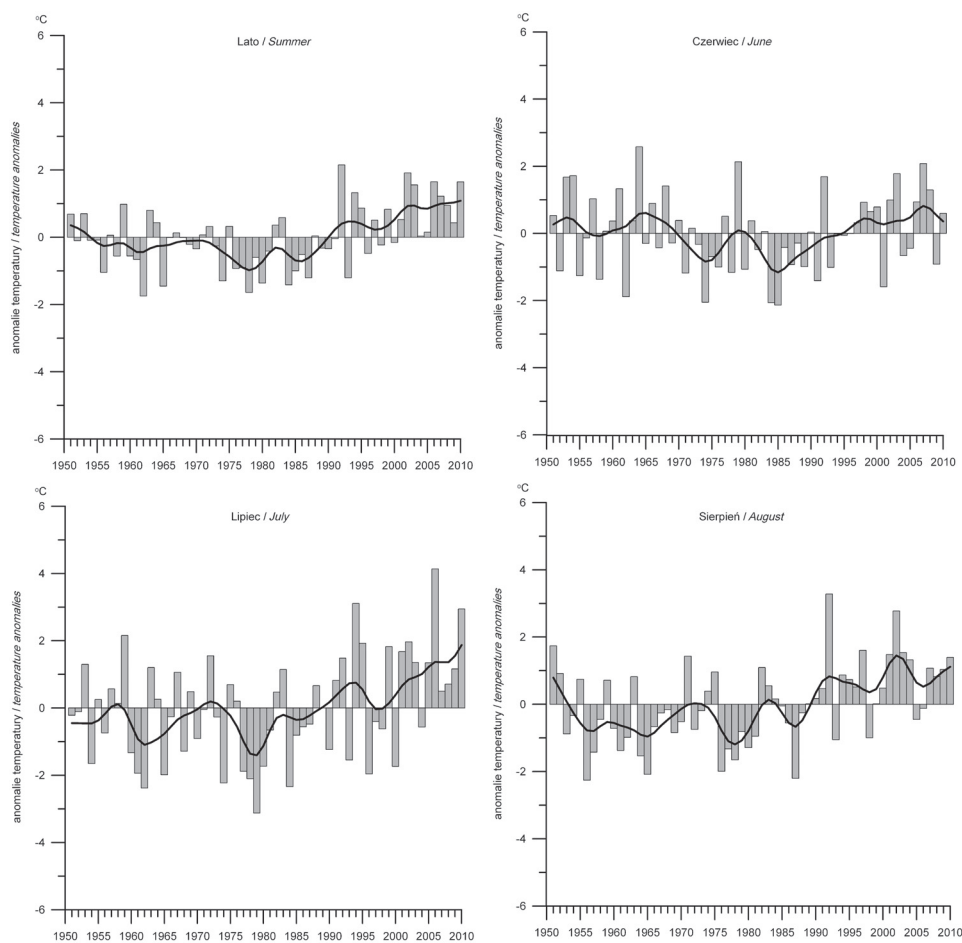 °C
Lato / Summer
6
4
2
0
-2
-4
-6
anomalie temperatury / temperature anomalies
1950 1955 1960 1965 1970 1975 1980 1985 1990 1995 2000 2005 2010
°C
Czerwiec / June
6
4
2
0
-2
-4
-6
anomalie temperatury / temperature anomalies
1950 1955 1960 1965 1970 1975 1980 1985 1990 1995 2000 2005 2010
°C
Lipiec / July
6
4
2
0
-2
-4
-6
anomalie temperatury / temperature anomalies
1950 1955 1960 1965 1970 1975 1980 1985 1990 1995 2000 2005 2010
°C
Sierpień / August
6
4
2
0
-2
-4
-6
anomalie temperatury / temperature anomalies
1950 1955 1960 1965 1970 1975 1980 1985 1990 1995 2000 2005 2010